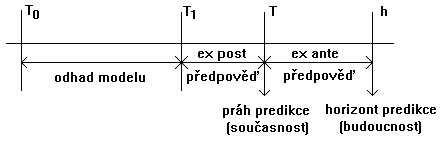 T0 T1 T h
ex post ex ante
odhad modelu předpověď předpověď
práh predikce horizont predikce
(současnost) (budoucnost)